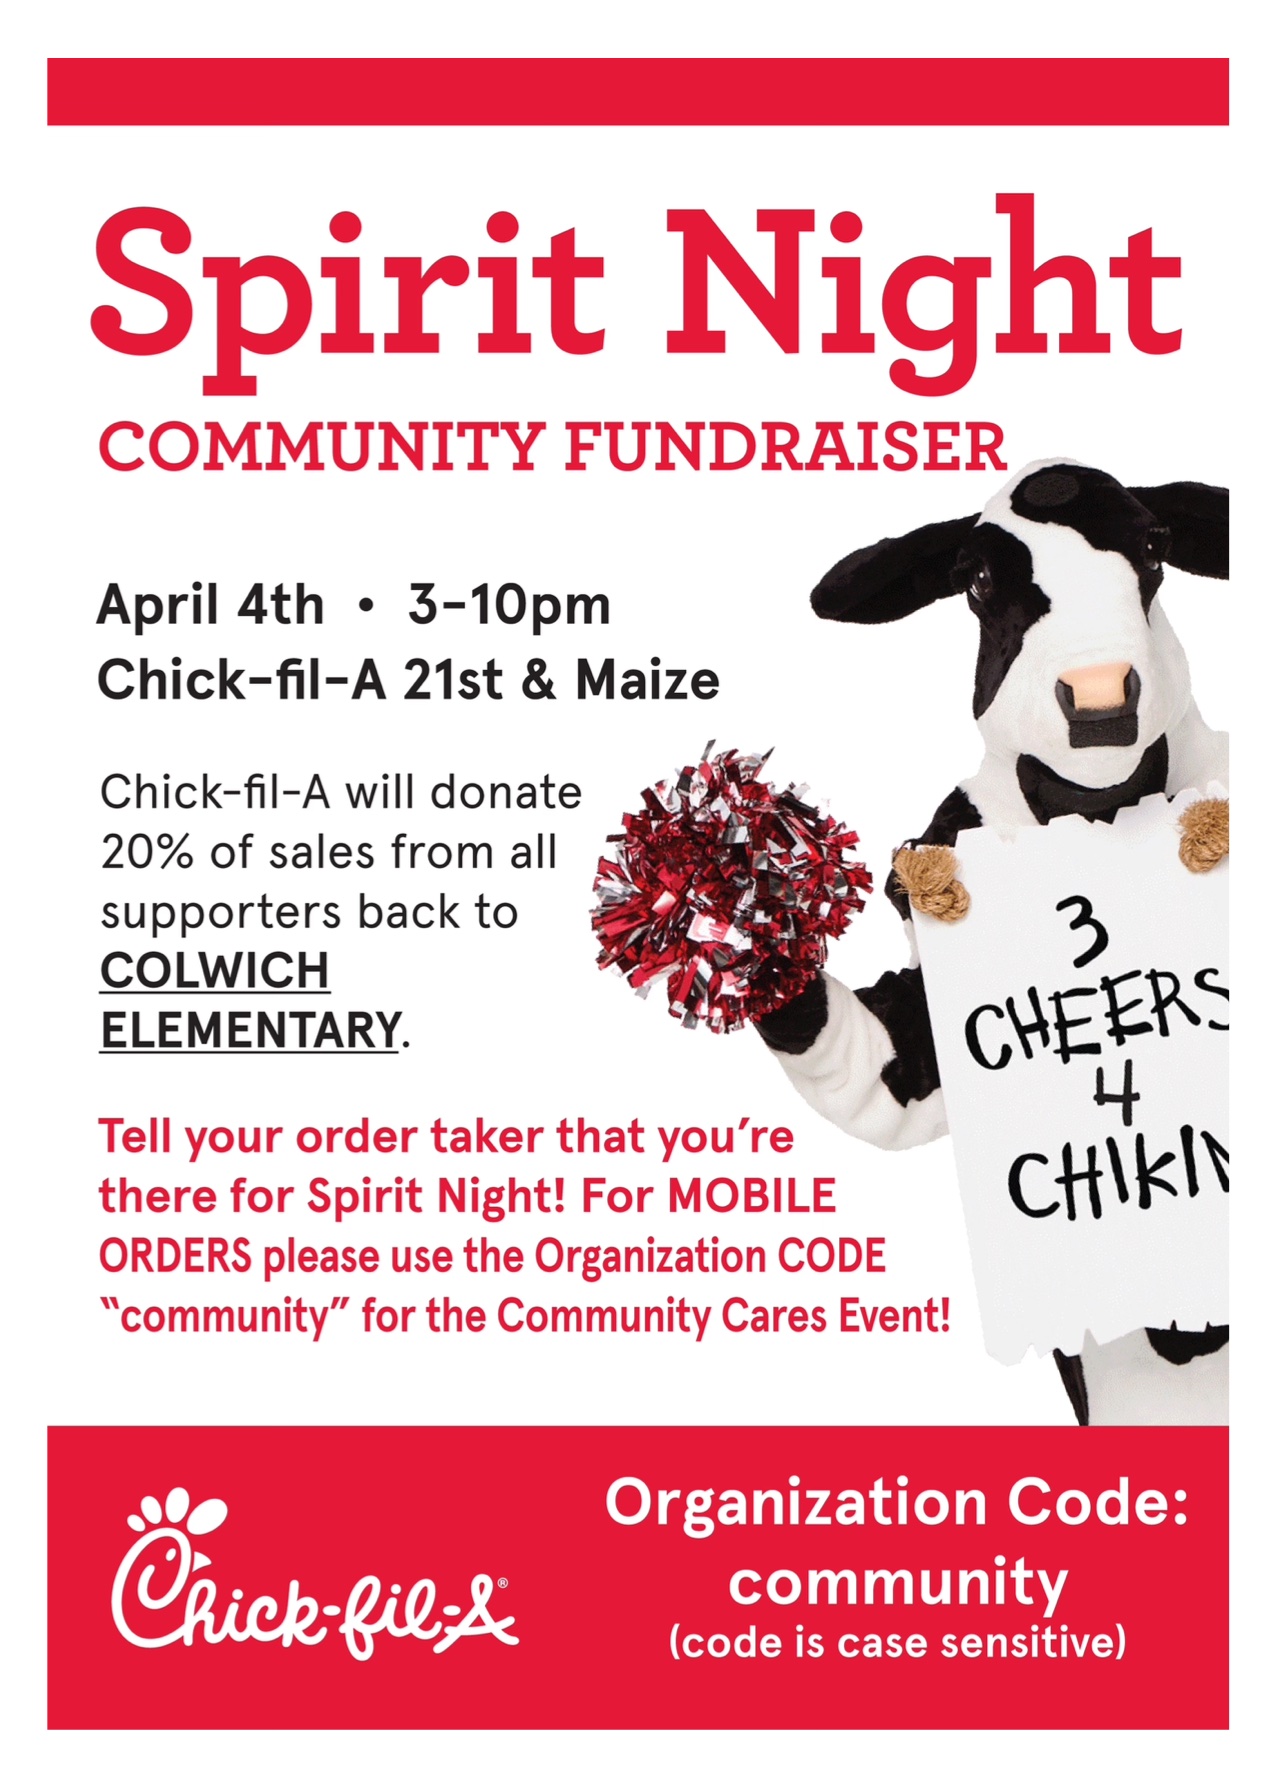 Spirit Night
COMMUNITY FUNDRAISER
April 4th • 3-10pm
Chick-fil-A 21st & Maize
Chick-fil-A will donate
20% of sales from all
supporters back to
COLWICH
ELEMENTARY.
Tell your order taker that you’re
there for Spirit Night! For MOBILE
ORDERS please use the Organization CODE
“community” for the Community Cares Event!
3
CHEERS
4
CHIKIN
Chick-fil-A®
Organization Code:
community
(code is case sensitive)